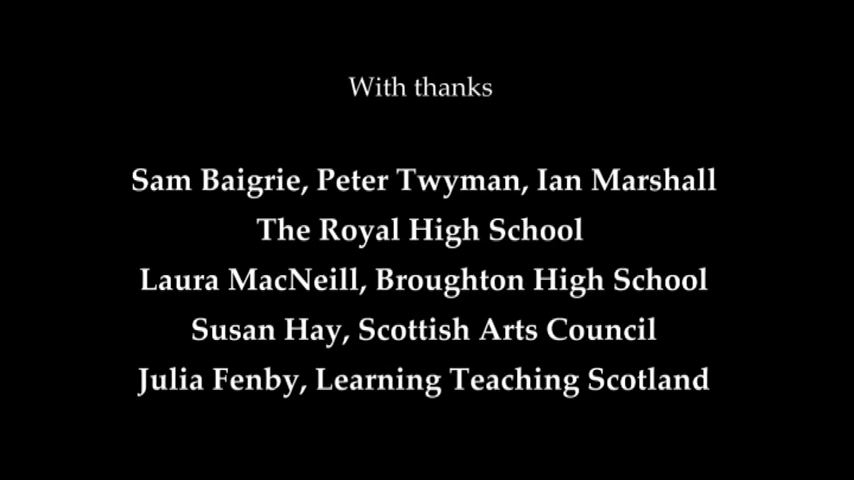 With thanks
Sam Baigrie, Peter Twyman, Ian Marshall
The Royal High School
Laura MacNeill, Broughton High School
Susan Hay, Scottish Arts Council
Julia Fenby, Learning Teaching Scotland